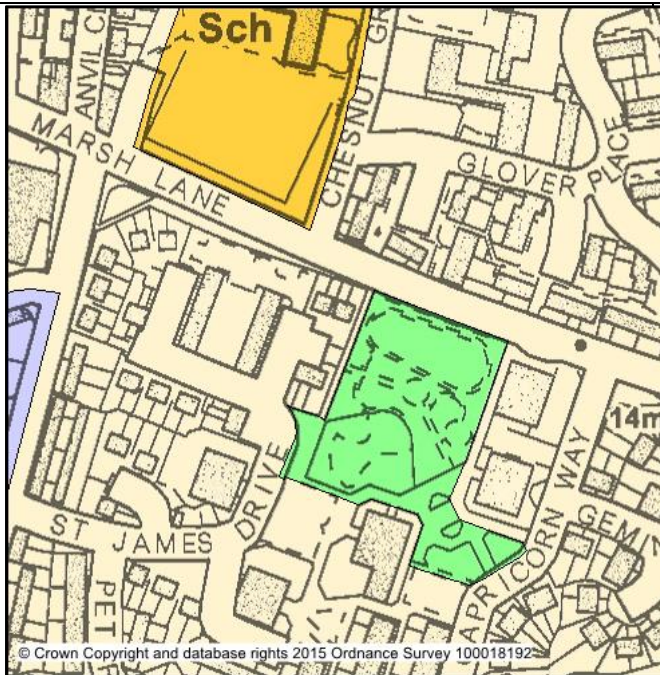 Sch
ANVIL C
CHESNUT GR
MARSH LANE
GLOVER PLACE
14m
ST JAMES DRIVE
CAPRICORN WAY
GEMIN
PET
© Crown Copyright and database rights 2015 Ordnance Survey 100018192